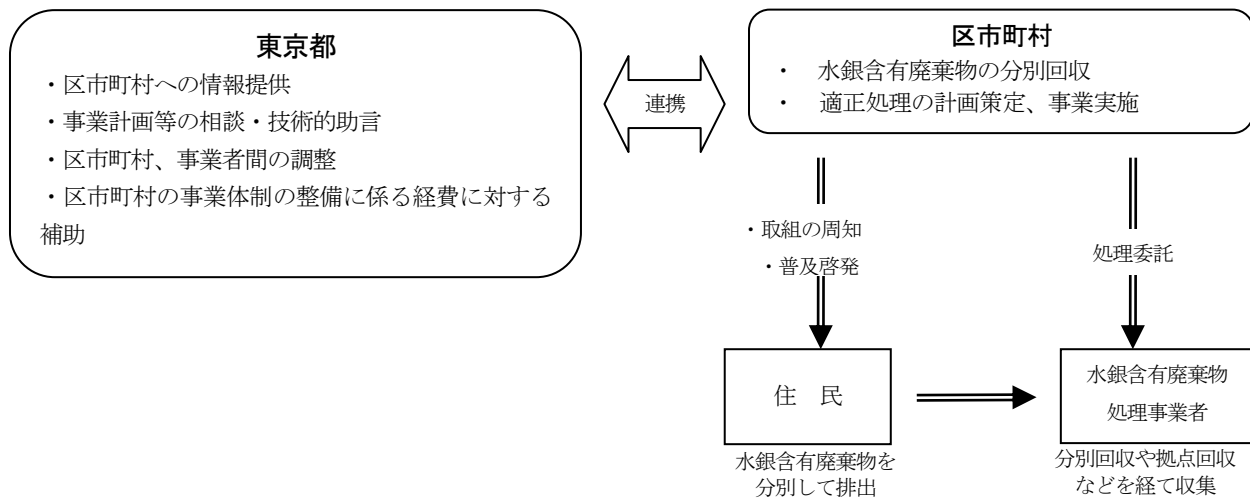 東京都
・区市町村への情報提供
・事業計画等の相談・技術的助言
・区市町村、事業者間の調整
・区市町村の事業体制の整備に係る経費に対する
補助
連携
区市町村
・ 水銀含有廃棄物の分別回収
・ 適正処理の計画策定、事業実施
・取組の周知
・普及啓発
処理委託
住 民
水銀含有廃棄物を
分別して排出
水銀含有廃棄物
処理事業者
分別回収や拠点回収
などを経て収集